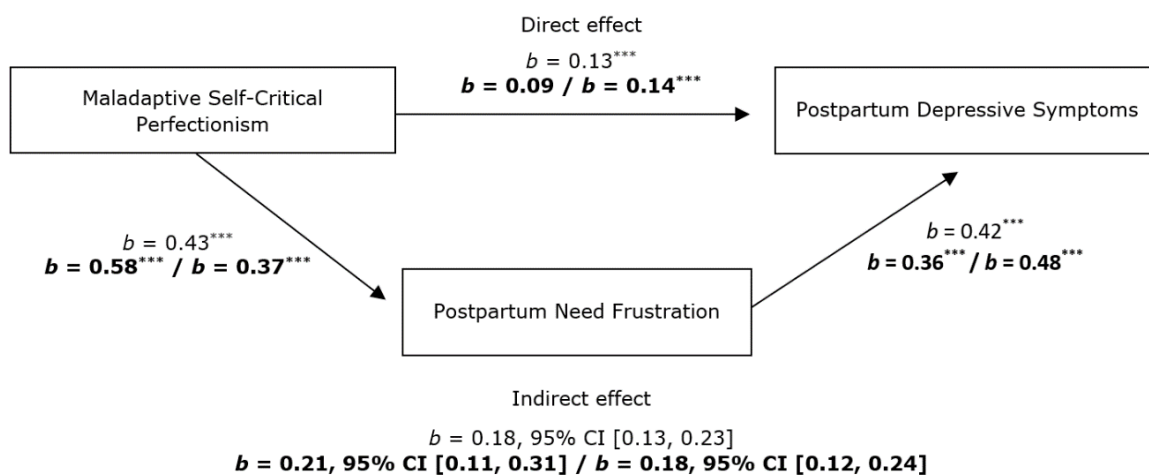 Direct effect
b = 0.13***
b = 0.09 / b = 0.14***
Maladaptive Self-Critical
Perfectionism
Postpartum Depressive Symptoms
b = 0.43***
b = 0.58*** / b = 0.37***
b = 0.42***
b = 0.36*** / b = 0.48***
Postpartum Need Frustration
Indirect effect
b = 0.18, 95% CI [0.13, 0.23]
b = 0.21, 95% CI [0.11, 0.31] / b = 0.18, 95% CI [0.12, 0.24]